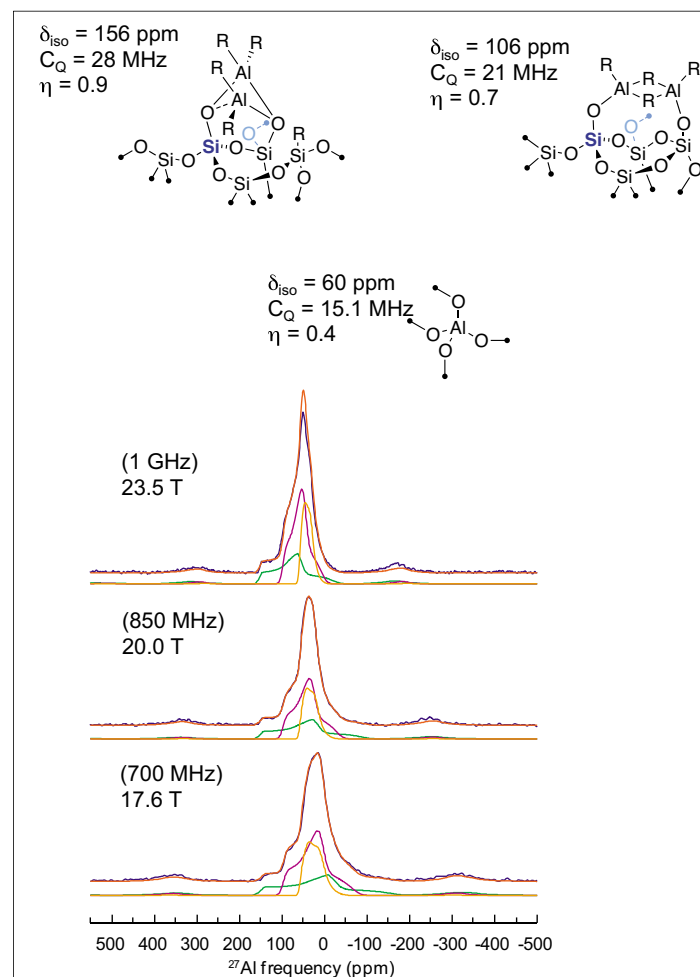 δiso = 156 ppm
CQ = 28 MHz
η = 0.9
R
R
R
Al
Al
O
O
R
O
R
O
Si
O
Si
O
Si
Si
O
O
O
Si
O
O
δiso = 106 ppm
CQ = 21 MHz
η = 0.7
R
R
R
R
Al
Al
O
O
O
Si
O
Si
O
Si
O
Si
O
O
Si
O
O
δiso = 60 ppm
CQ = 15.1 MHz
η = 0.4
O
O
Al
O
O
(1 GHz)
23.5 T
(850 MHz)
20.0 T
(700 MHz)
17.6 T
500 400 300 200 100 0 -100 -200 -300 -400 -500
27Al frequency (ppm)